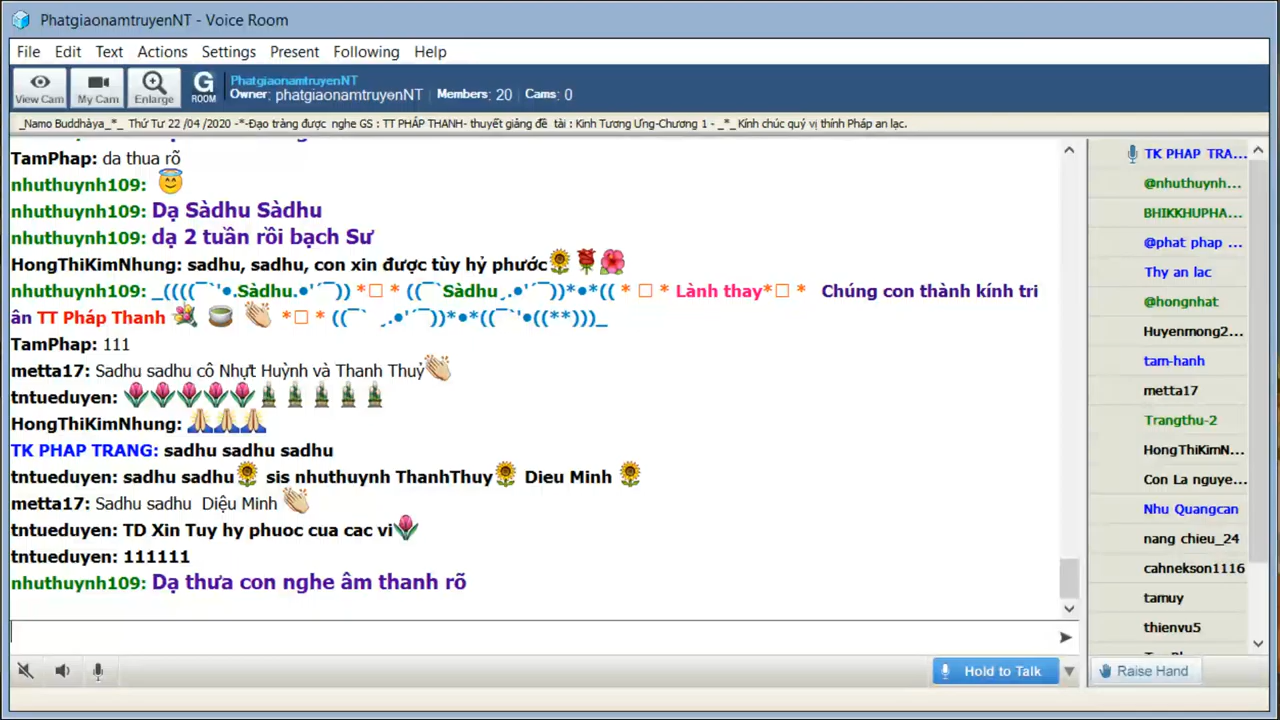 PhatgiaonamtruyenNT - Voice Room
File Edit Text Actions Settings Present Following Help
View Cam My Cam Enlarge G ROOM
PhatgiaonamtruyenNT
Owner: phatgiaonamtruyenNT Members: 20 Cams: 0
_Namo Buddhàya_*_ Thứ Tư 22 /04 /2020 -*-Đạo tràng được nghe GS : TT PHÁP THANH- thuyết giảng đề tài : Kinh Tương Ưng-Chương 1 - _*_ Kính chúc quý vị thính Pháp an lạc.
TamPhap: da thua rõ
nhuthuynh109:
nhuthuynh109: Dạ Sàdhu Sàdhu
nhuthuynh109: dạ 2 tuần rồi bạch Sư
HongThiKimNhung: sadhu, sadhu, con xin được tùy hỷ phước
nhuthuynh109: _((((¯`'•.Sàdhu.•'´¯)) *□ * ((¯`Sàdhu¸.•'´¯))*•*(( * □ * Lành thay*□ * Chúng con thành kính tri
ân TT Pháp Thanh *□ * ((¯` ¸.•'´¯))*•*((¯`'•((**)))_
TamPhap: 111
metta17: Sadhu sadhu cô Nhựt Huỳnh và Thanh Thuỷ
tntueduyen:
HongThiKimNhung:
TK PHAP TRANG: sadhu sadhu sadhu
tntueduyen: sadhu sadhu sis nhuthuynh ThanhThuy Dieu Minh
metta17: Sadhu sadhu Diệu Minh
tntueduyen: TD Xin Tuy hy phuoc cua cac vi
tntueduyen: 111111
nhuthuynh109: Dạ thưa con nghe âm thanh rõ
Hold to Talk
TK PHAP TRA...
@nhuthuynh...
BHIKKHUPHA...
@phat phap ...
Thy an lac
@hongnhat
Huyenmong2...
tam-hanh
metta17
Trangthu-2
HongThiKimN...
Con La nguye...
Nhu Quangcan
nang chieu_24
cahnekson1116
tamuy
thienvu5
Raise Hand